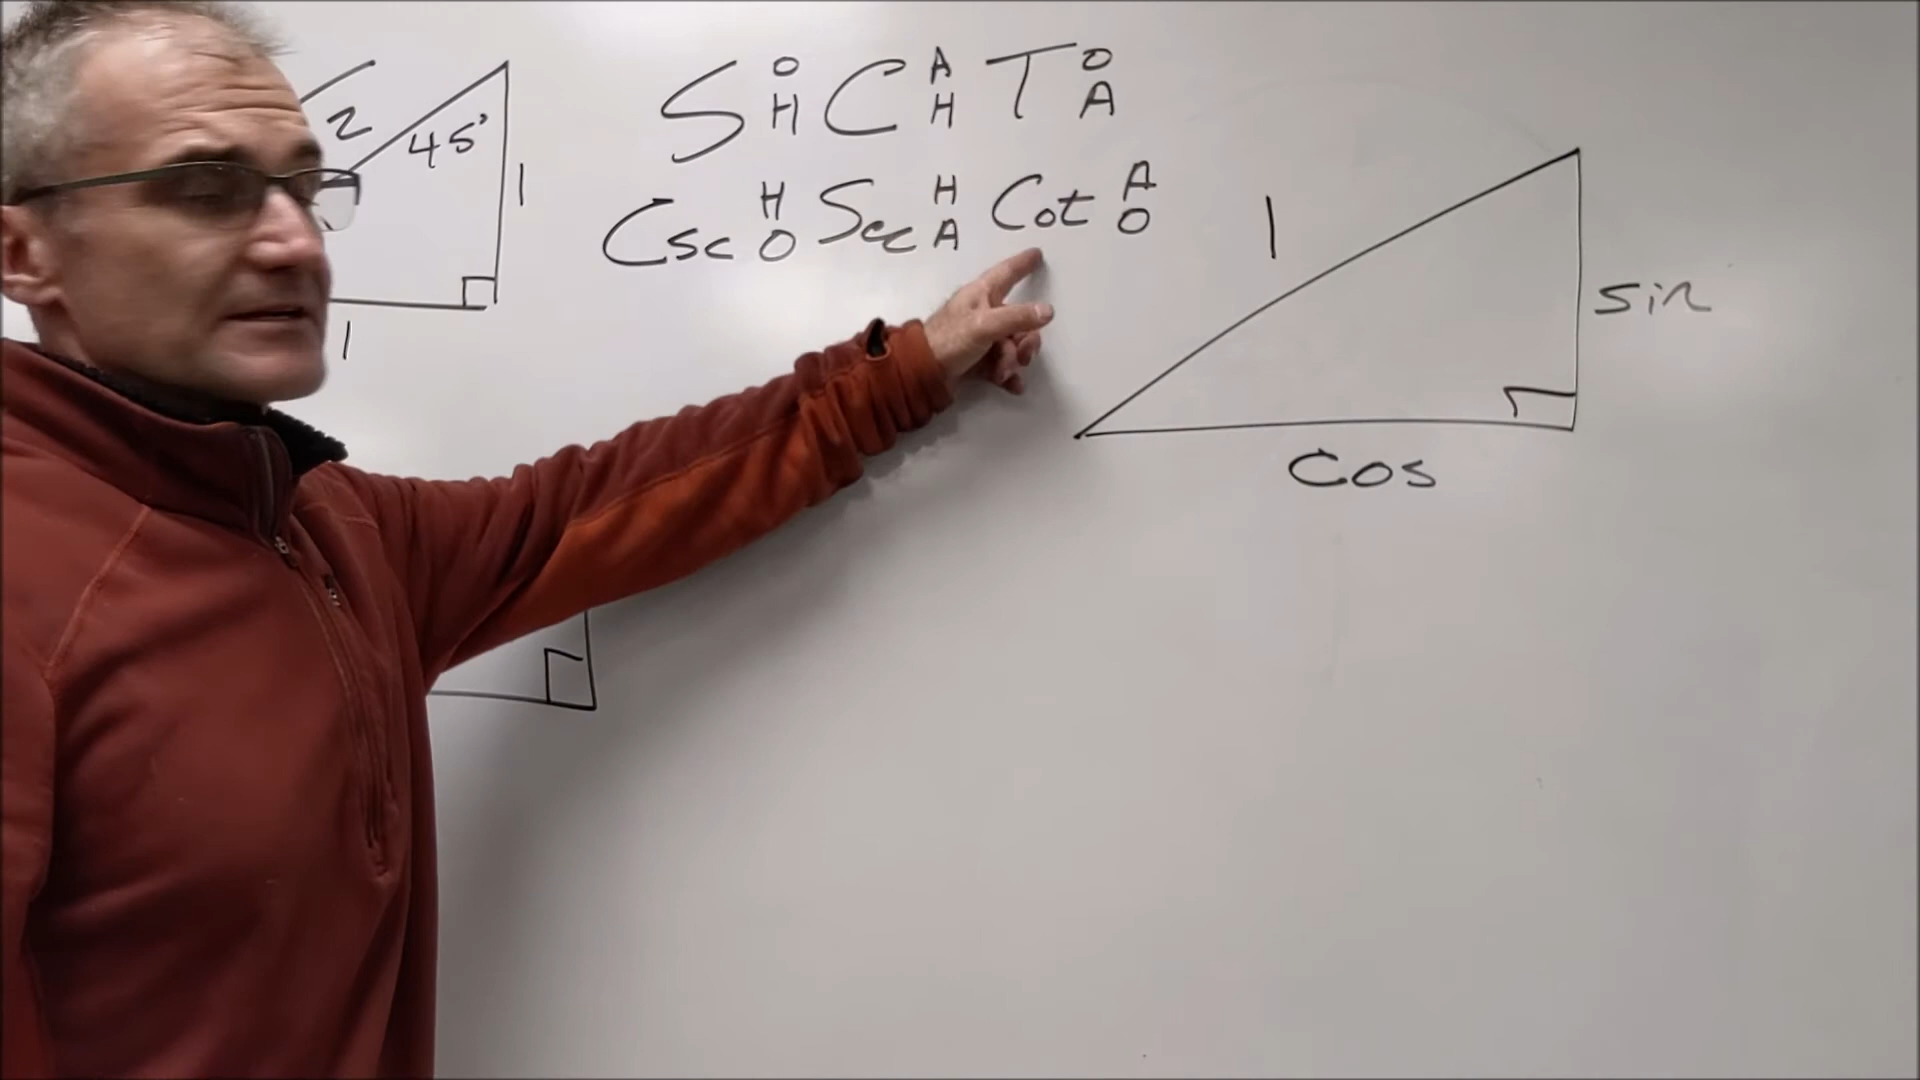 S O/H C A/H T O/A
Csc H/O Sec H/A Cot A/O
2
45°
1
1
1
sin
cos